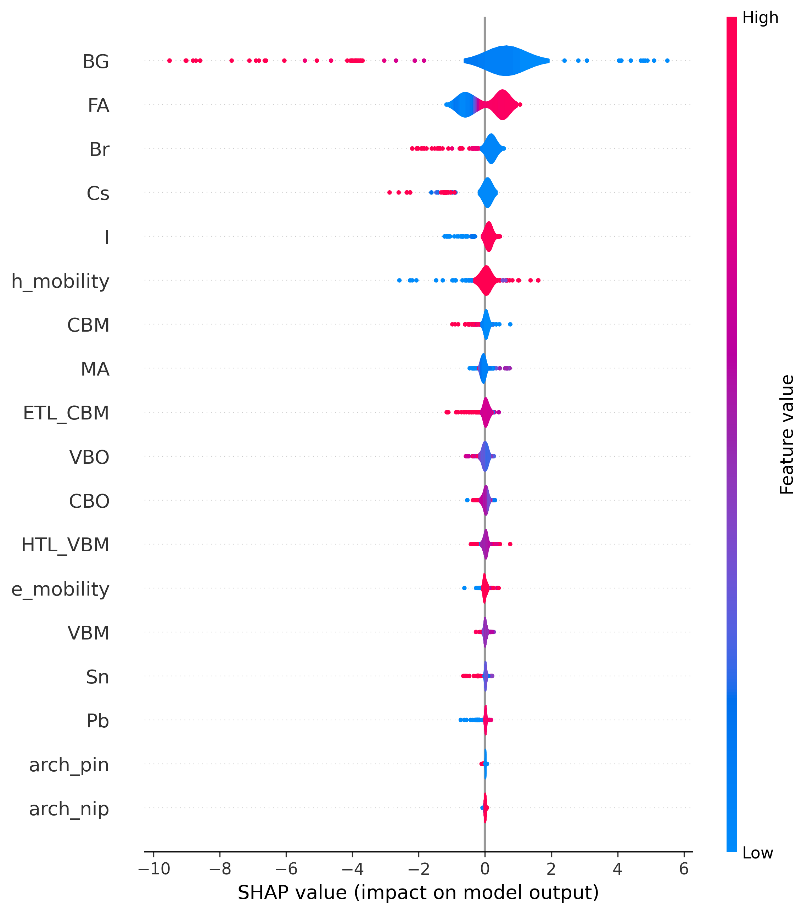 High
BG
FA
Br
Cs
I
h_mobility
CBM
MA
ETL_CBM
VBO
CBO
HTL_VBM
e_mobility
VBM
Sn
Pb
arch_pin
arch_nip
Low
Feature value
−10 −8 −6 −4 −2 0 2 4 6
SHAP value (impact on model output)